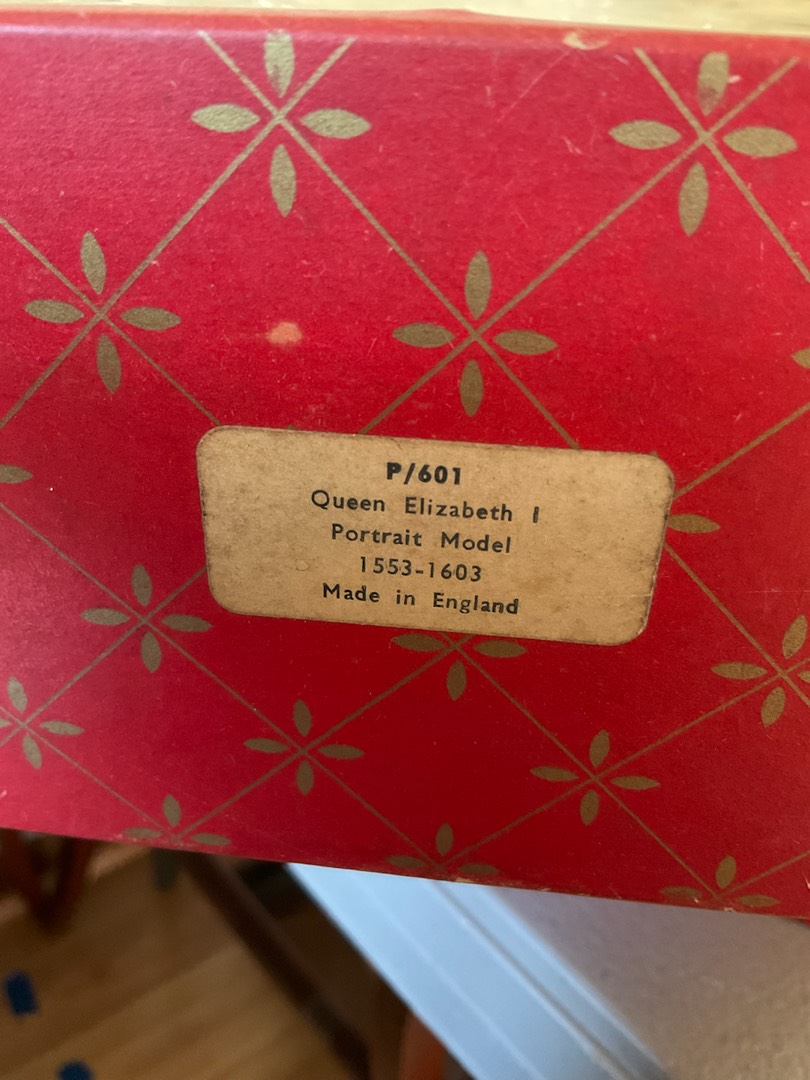 P/601
Queen Elizabeth I
Portrait Model
1553-1603
Made in England